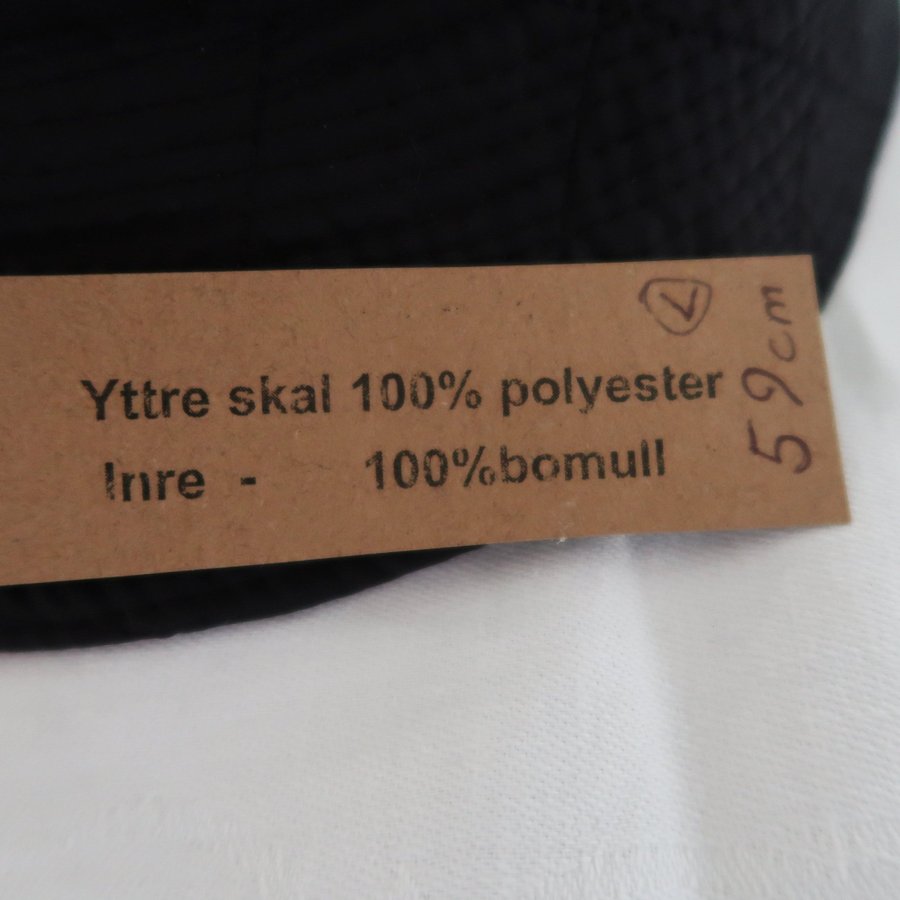 Yttre skal 100% polyester
Inre - 100%bomull
L
59cm